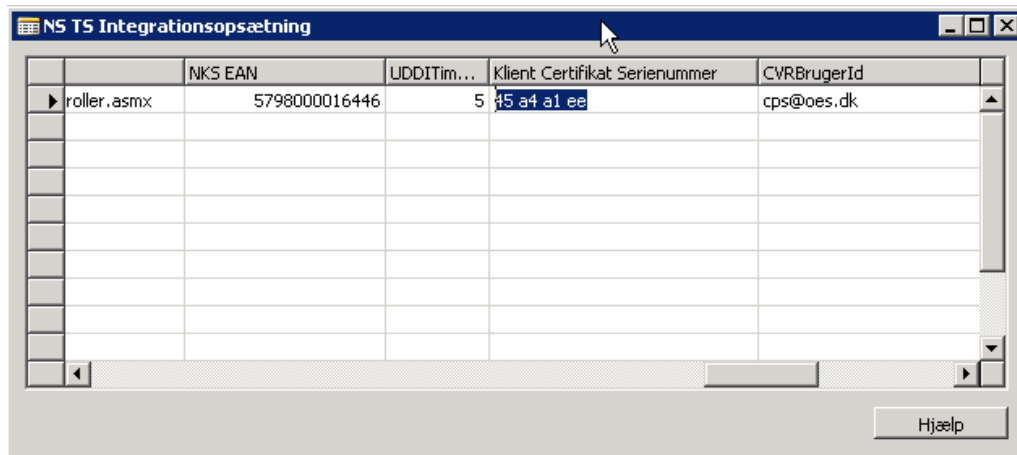 NS TS Integrationsopsætning
NKS EAN UDDITim... Klient Certifikat Serienummer CVRBrugerId
roller.asmx 5798000016446 5 45 a4 a1 ee cps@oes.dk
Hjælp